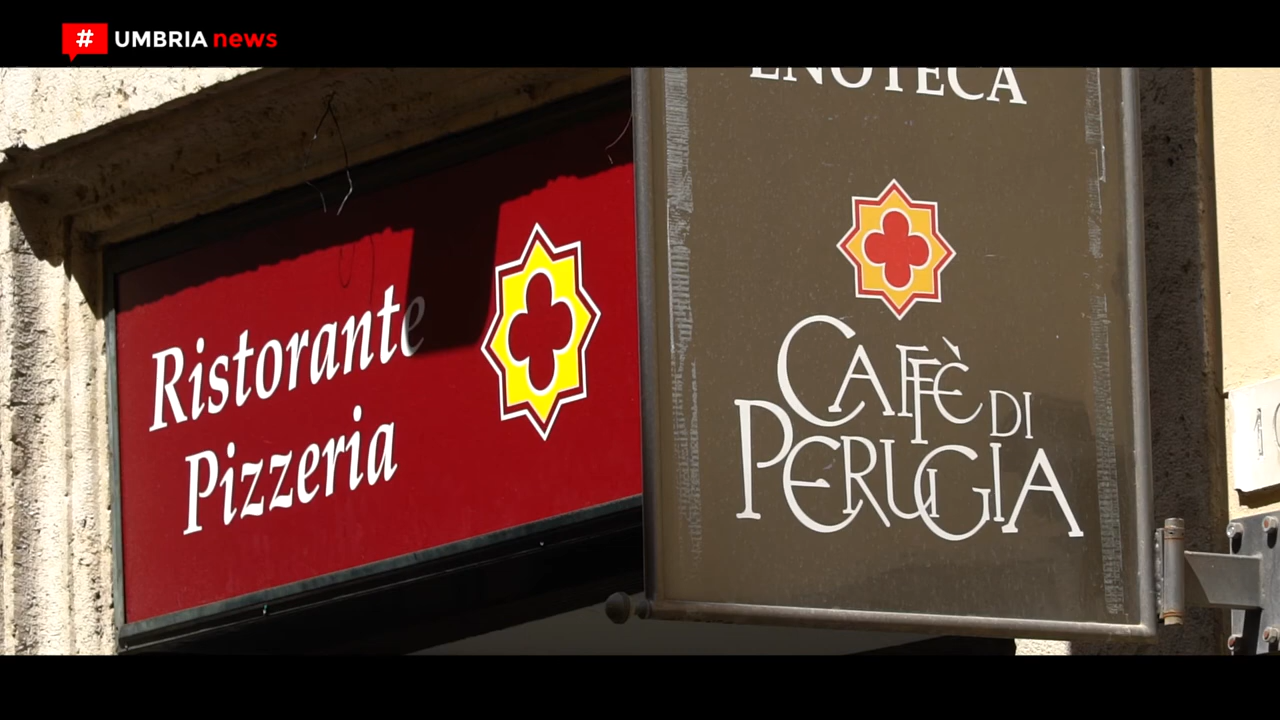 # UMBRIA news
ENOTECA
Ristorante
Pizzeria
CAFFÈ DI
PERUGIA